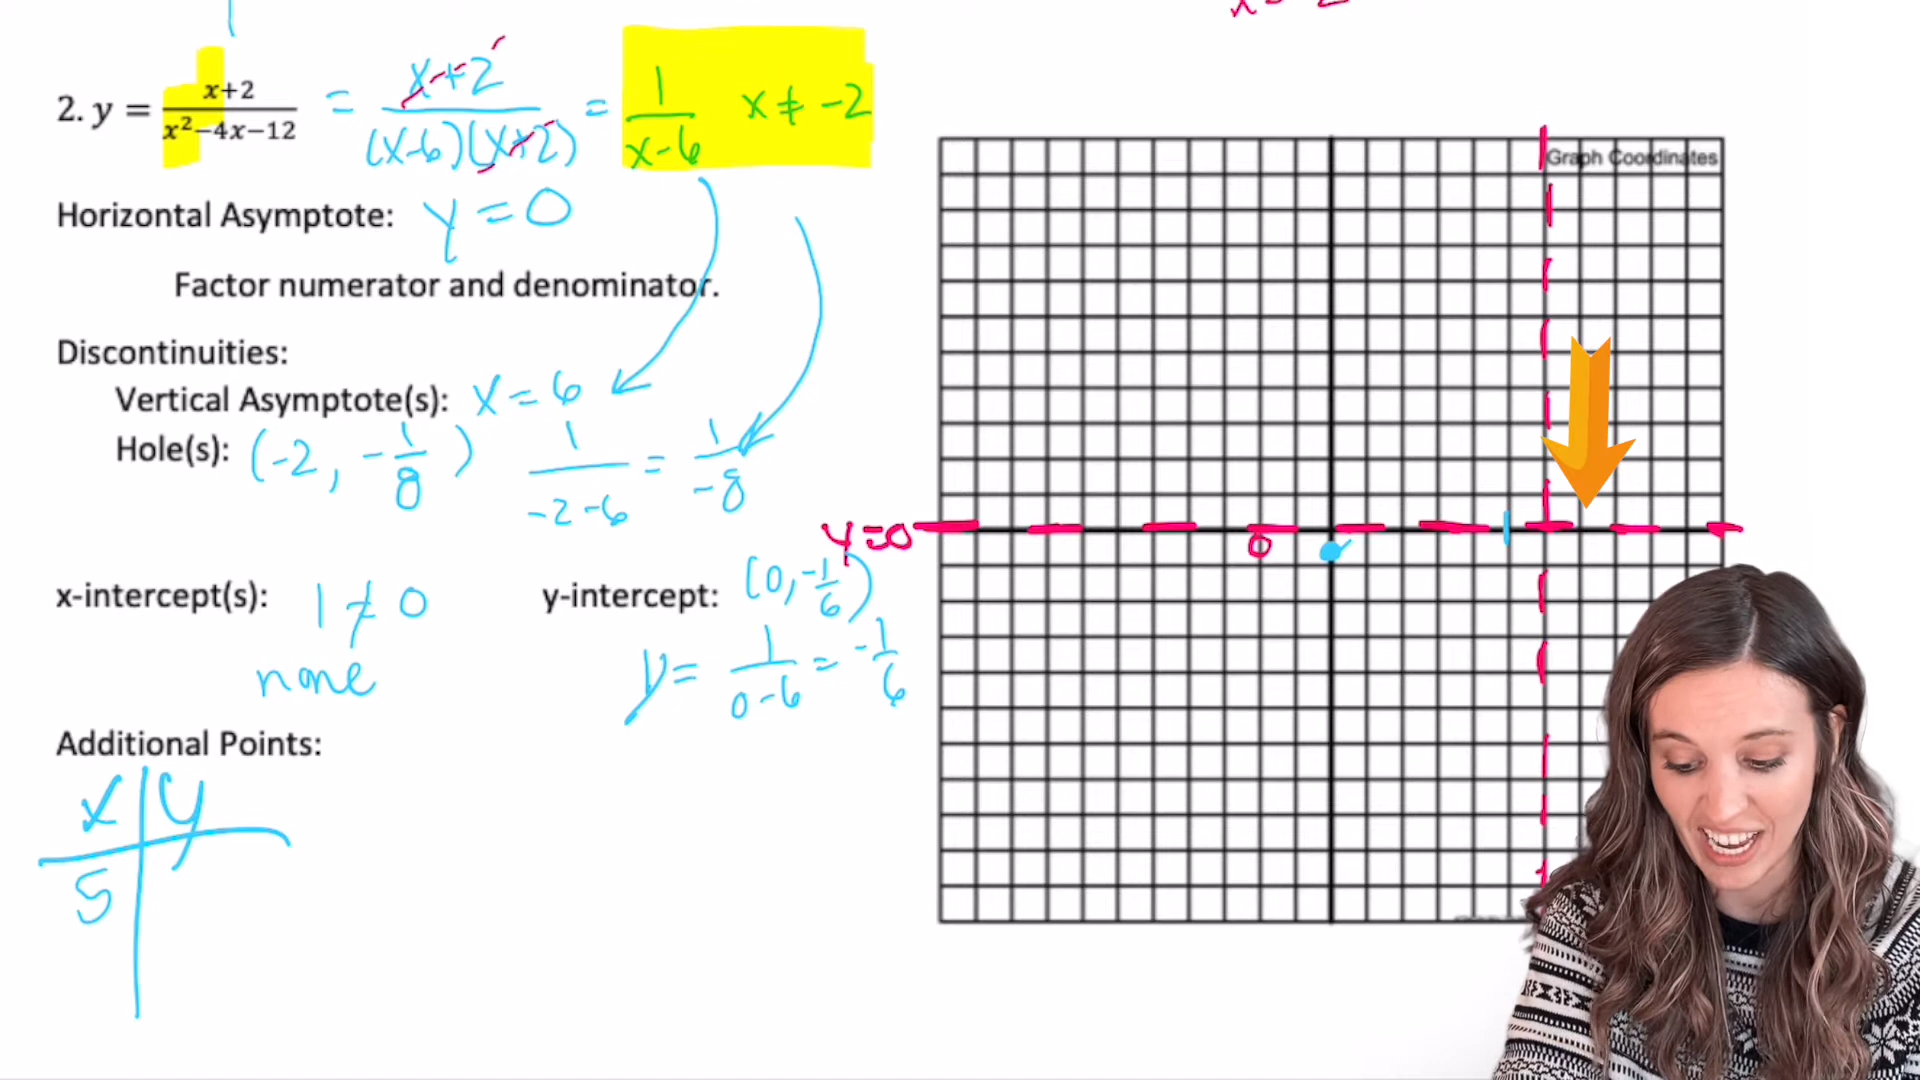 2. y = x+2 / x²−4x−12 = x+2 / (x-6)(x+2) = 1 / x-6 x ≠ -2
Graph Coordinates
Horizontal Asymptote: y = 0
Factor numerator and denominator.
Discontinuities:
Vertical Asymptote(s): x = 6
Hole(s): (-2, -1/8) 1 / -2-6 = 1 / -8
y=0
x-intercept(s): 1 ≠ 0
none
y-intercept: (0, -1/6)
y = 1 / 0-6 = -1/6
Additional Points:
x y
5